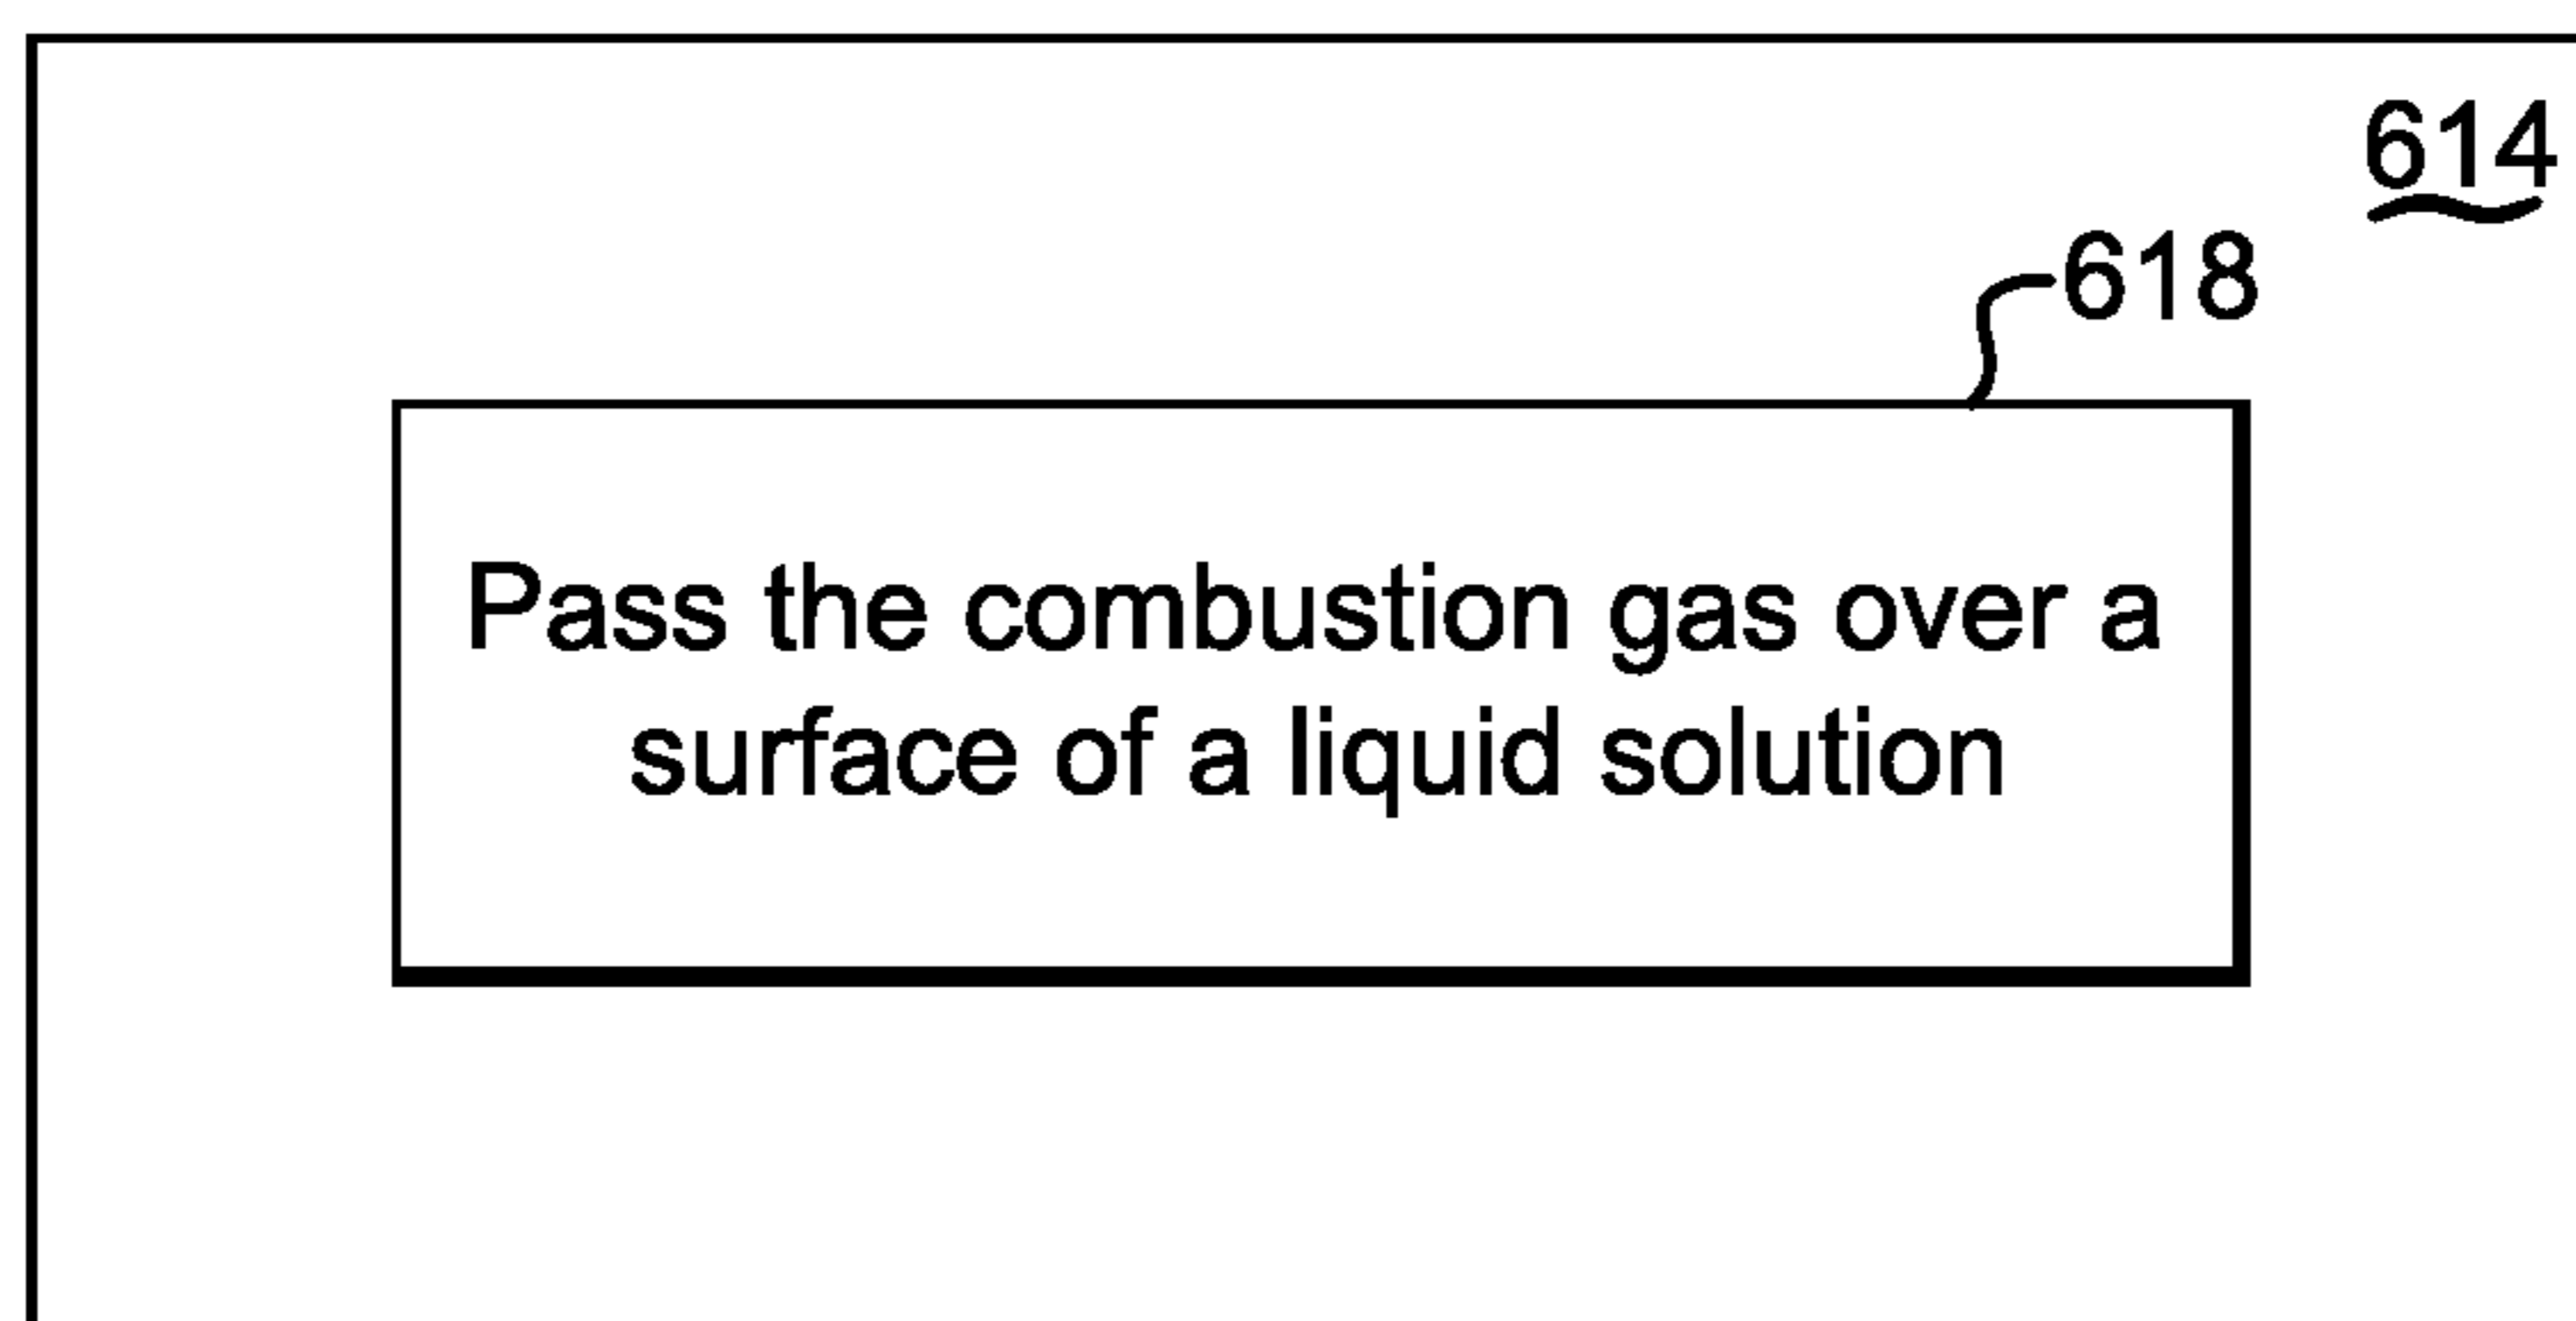 614
618
Pass the combustion gas over a
surface of a liquid solution